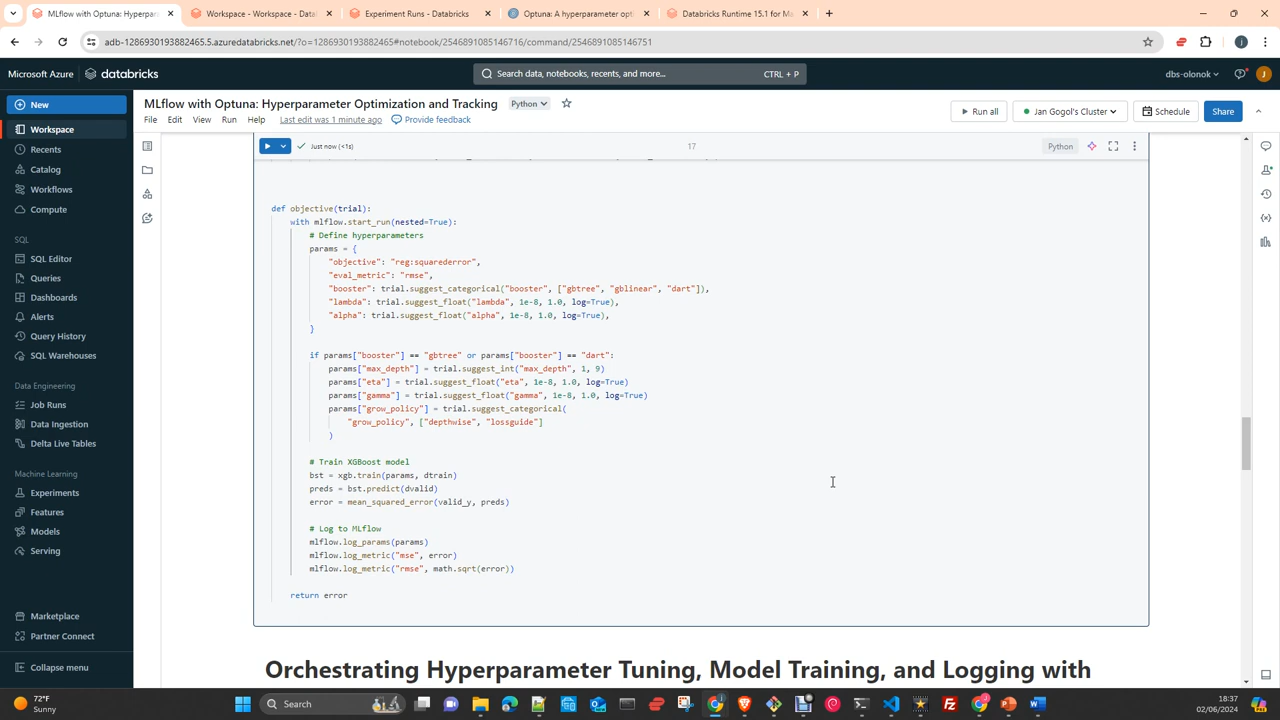 MLflow with Optuna: Hyperpar
Workspace - Workspace - Data
Experiment Runs - Databricks
Optuna: A hyperparameter opti
Databricks Runtime 15.1 for Ma
adb-1286930193882465.5.azuredatabricks.net/?o=1286930193882465#notebook/2546891085146716/command/2546891085146751
Microsoft Azure databricks
Search data, notebooks, recents, and more... CTRL + P
dbs-olonok
J
New
Workspace
Recents
Catalog
Workflows
Compute
SQL
SQL Editor
Queries
Dashboards
Alerts
Query History
SQL Warehouses
Data Engineering
Job Runs
Data Ingestion
Delta Live Tables
Machine Learning
Experiments
Features
Models
Serving
Marketplace
Partner Connect
Collapse menu
MLflow with Optuna: Hyperparameter Optimization and Tracking Python
File Edit View Run Help Last edit was 1 minute ago Provide feedback
Run all Jan Gogol's Cluster Schedule Share
Just now (<1s) 17 Python
def objective(trial):
with mlflow.start_run(nested=True):
# Define hyperparameters
params = {
"objective": "reg:squarederror",
"eval_metric": "rmse",
"booster": trial.suggest_categorical("booster", ["gbtree", "gblinear", "dart"]),
"lambda": trial.suggest_float("lambda", 1e-8, 1.0, log=True),
"alpha": trial.suggest_float("alpha", 1e-8, 1.0, log=True),
}
if params["booster"] == "gbtree" or params["booster"] == "dart":
params["max_depth"] = trial.suggest_int("max_depth", 1, 9)
params["eta"] = trial.suggest_float("eta", 1e-8, 1.0, log=True)
params["gamma"] = trial.suggest_float("gamma", 1e-8, 1.0, log=True)
params["grow_policy"] = trial.suggest_categorical(
"grow_policy", ["depthwise", "lossguide"]
)
# Train XGBoost model
bst = xgb.train(params, dtrain)
preds = bst.predict(dvalid)
error = mean_squared_error(valid_y, preds)
# Log to MLflow
mlflow.log_params(params)
mlflow.log_metric("mse", error)
mlflow.log_metric("rmse", math.sqrt(error))
return error
Orchestrating Hyperparameter Tuning, Model Training, and Logging with
72°F
Sunny
Search
18:37
02/06/2024